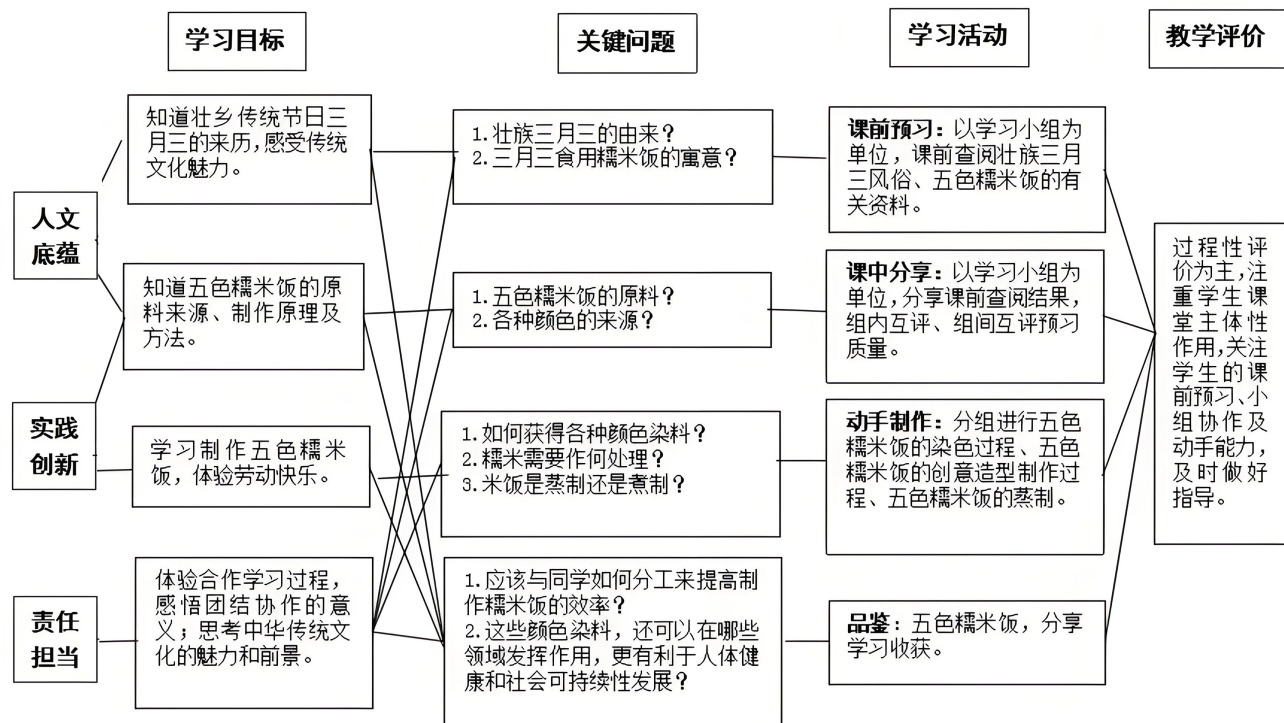 学习目标
关键问题
学习活动
教学评价
人文
底蕴
实践
创新
责任
担当
知道壮乡传统节日三
月三的来历,感受传统
文化魅力。
知道五色糯米饭的原
料来源、制作原理及
方法。
学习制作五色糯米
饭，体验劳动快乐。
体验合作学习过程，
感悟团结协作的意
义；思考中华传统文
化的魅力和前景。
1.壮族三月三的由来？
2.三月三食用糯米饭的寓意？
1.五色糯米饭的原料？
2.各种颜色的来源？
1.如何获得各种颜色染料？
2.糯米需要作何处理？
3.米饭是蒸制还是煮制？
1.应该与同学如何分工来提高制
作糯米饭的效率？
2.这些颜色染料，还可以在哪些
领域发挥作用，更有利于人体健
康和社会可持续性发展？
课前预习：以学习小组为
单位，课前查阅壮族三月
三风俗、五色糯米饭的有
关资料。
课中分享：以学习小组为
单位,分享课前查阅结果，
组内互评、组间互评预习
质量。
动手制作：分组进行五色
糯米饭的染色过程、五色
糯米饭的创意造型制作过
程、五色糯米饭的蒸制。
品鉴：五色糯米饭，分享
学习收获。
过程性评
价为主,注
重学生课
堂主体性
作用,关注
学生的课
前预习、小
组协作及
动手能力，
及时做好
指导。